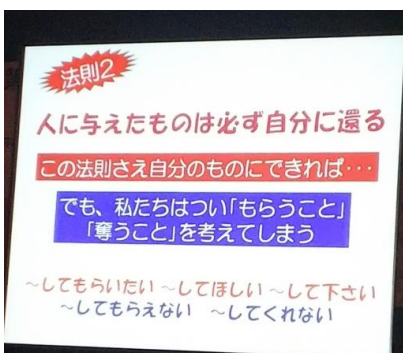 法則2
人に与えたものは必ず自分に還る
この法則さえ自分のものにできれば・・・
でも、私たちはつい「もらうこと」
「奪うこと」を考えてしまう
～してもらいたい ～してほしい ～して下さい
～してもらえない ～してくれない